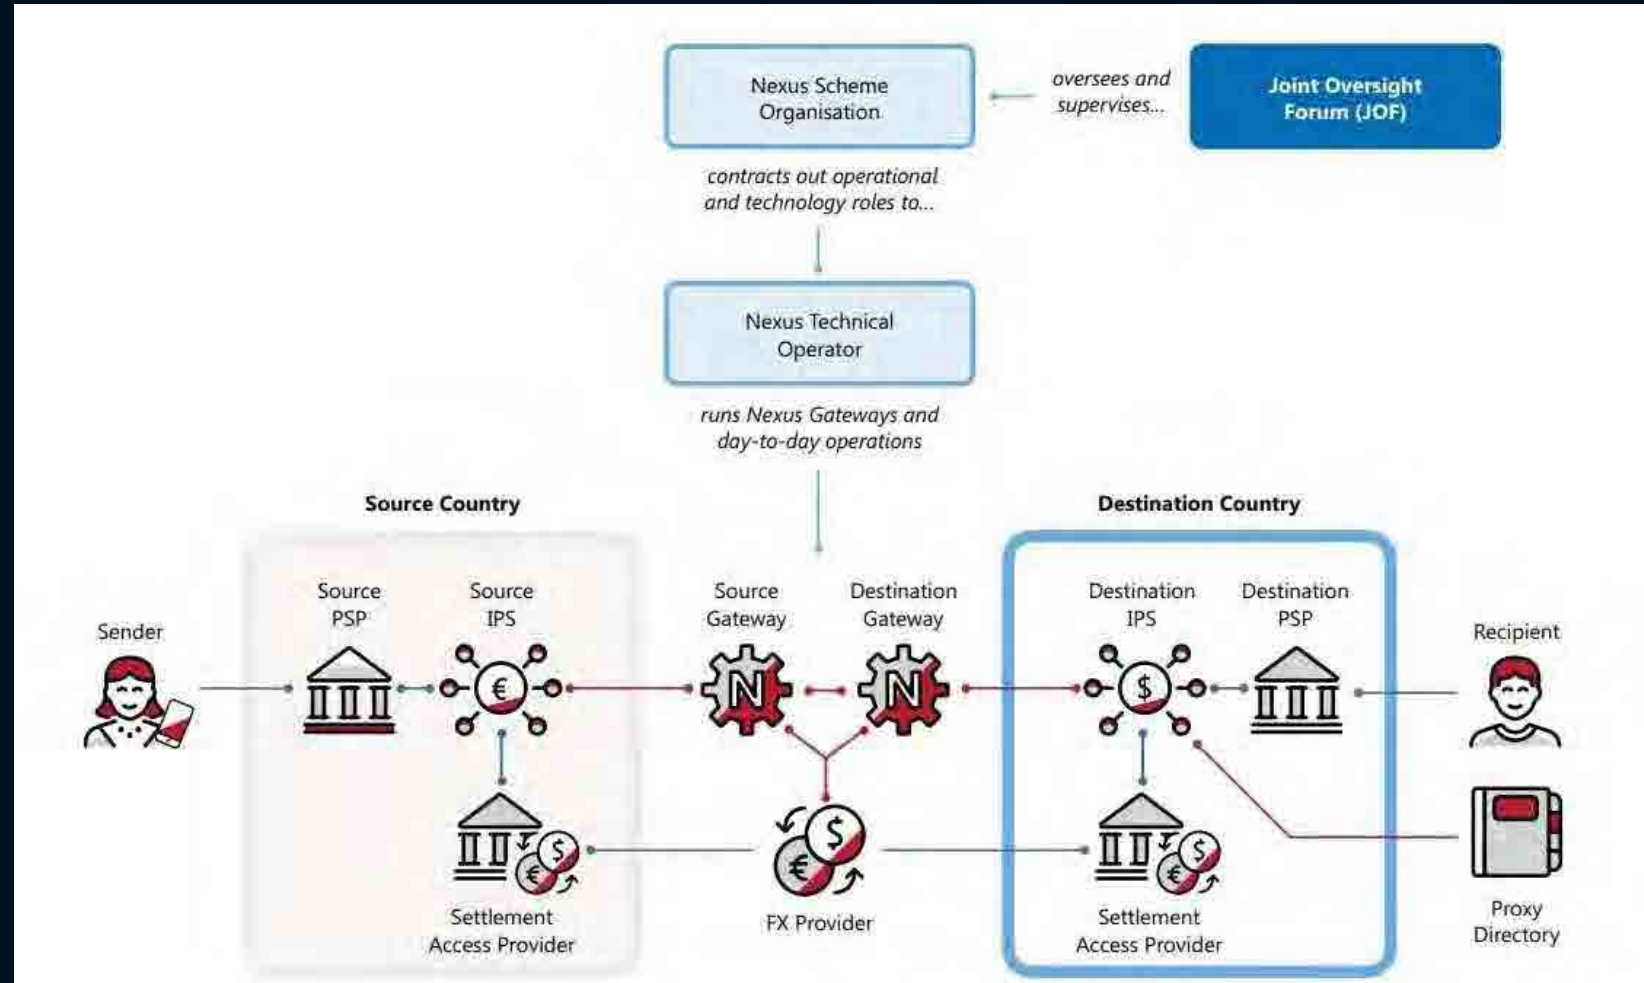 Nexus Scheme
Organisation
oversees and
supervises...
Joint Oversight
Forum (JOF)
contracts out operational
and technology roles to...
Nexus Technical
Operator
runs Nexus Gateways and
day-to-day operations
Source Country
Destination Country
Sender
Source
PSP
Source
IPS
€
Source
Gateway
N
Destination
Gateway
N
Destination
IPS
$
Destination
PSP
Recipient
$
€
Settlement
Access Provider
$
€
FX Provider
$
€
Settlement
Access Provider
Proxy
Directory